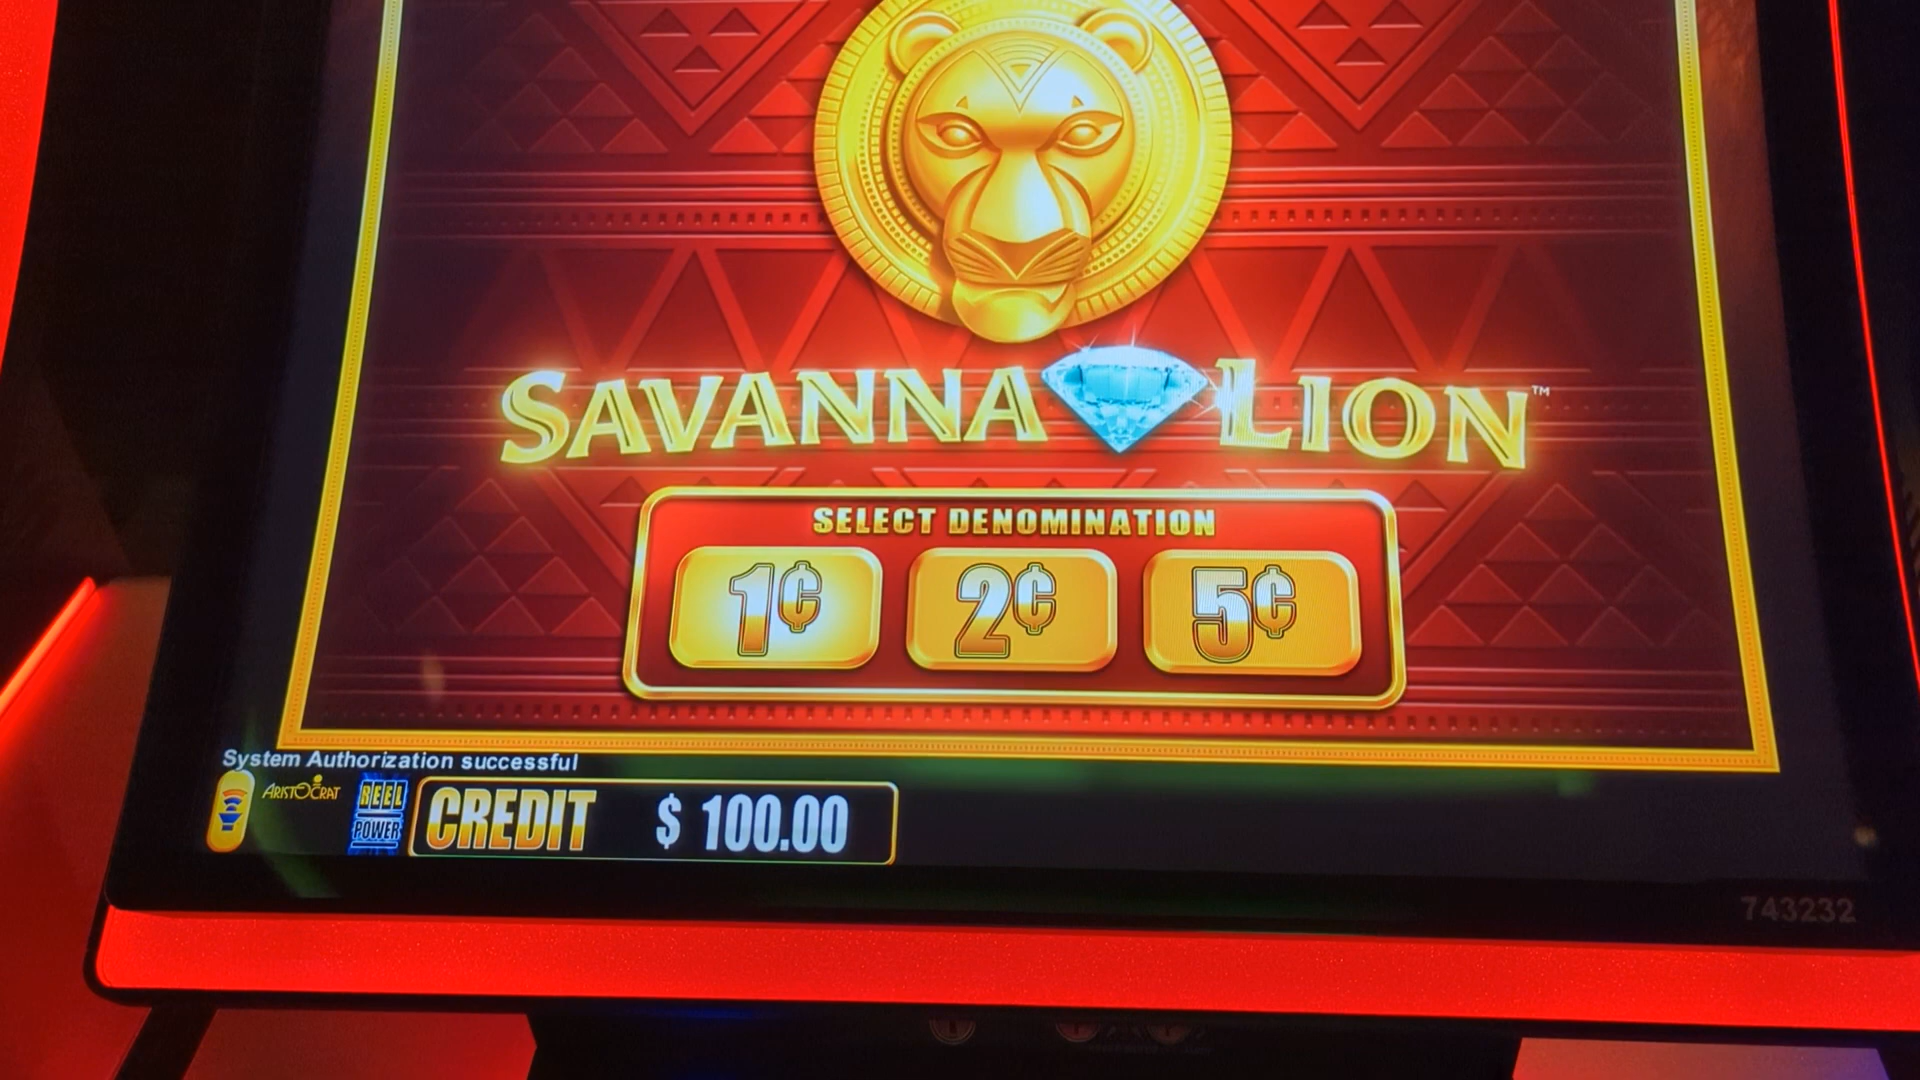 SAVANNA LION™
SELECT DENOMINATION
1¢ 2¢ 5¢
System Authorization successful
ARISTOCRAT
REEL
POWER
CREDIT $ 100.00
743232